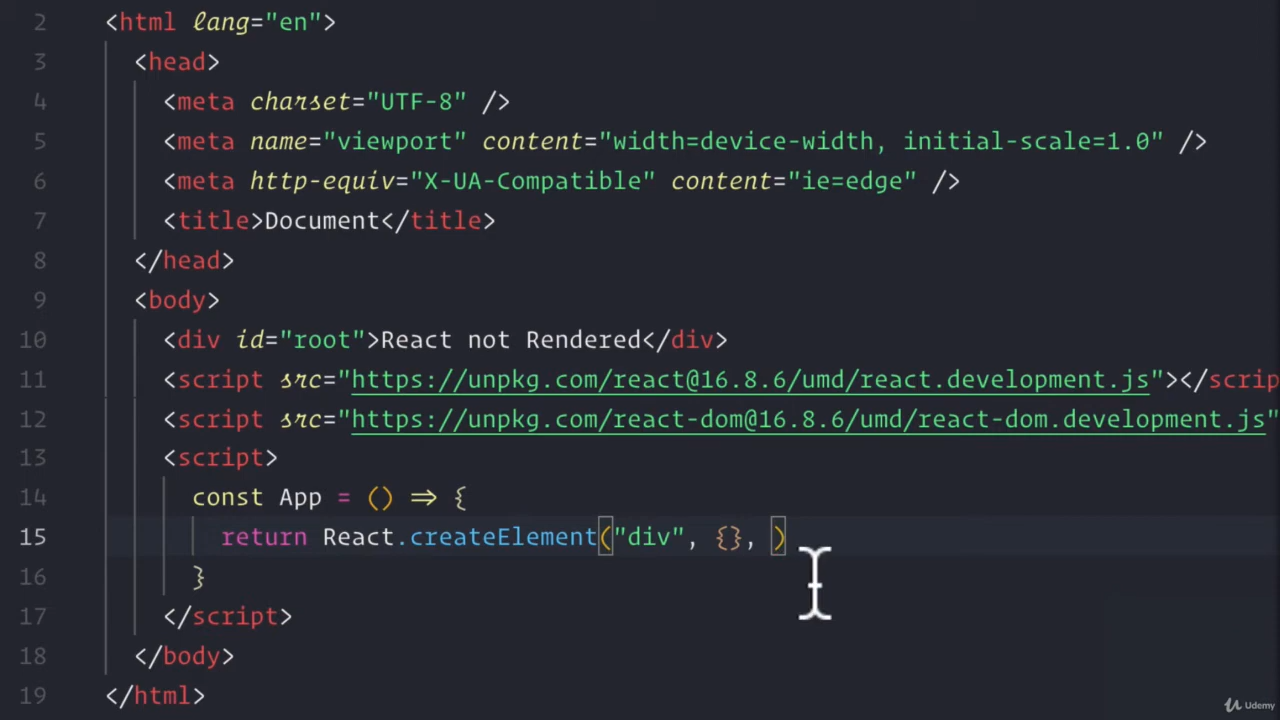 2 <html lang="en">
3 <head>
4 <meta charset="UTF-8" />
5 <meta name="viewport" content="width=device-width, initial-scale=1.0" />
6 <meta http-equiv="X-UA-Compatible" content="ie=edge" />
7 <title>Document</title>
8 </head>
9 <body>
10 <div id="root">React not Rendered</div>
11 <script src="https://unpkg.com/react@16.8.6/umd/react.development.js"></scrip
12 <script src="https://unpkg.com/react-dom@16.8.6/umd/react-dom.development.js"
13 <script>
14 const App = () => {
15 return React.createElement("div", {}, )
16 }
17 </script>
18 </body>
19 </html>
Udemy